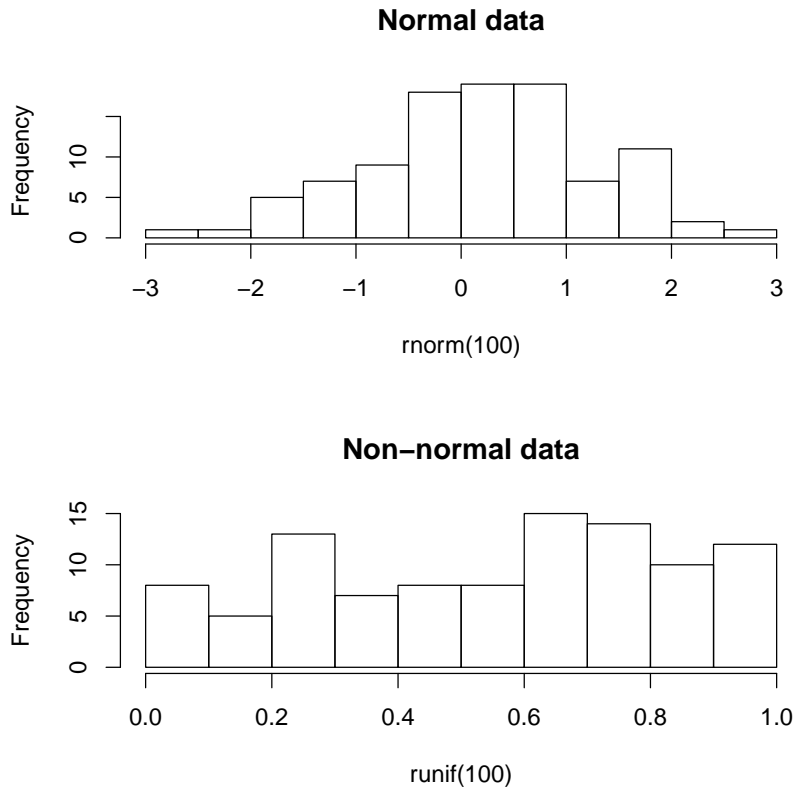 Normal data
Frequency
0 5 10
−3 −2 −1 0 1 2 3
rnorm(100)
Non−normal data
Frequency
0 5 10 15
0.0 0.2 0.4 0.6 0.8 1.0
runif(100)